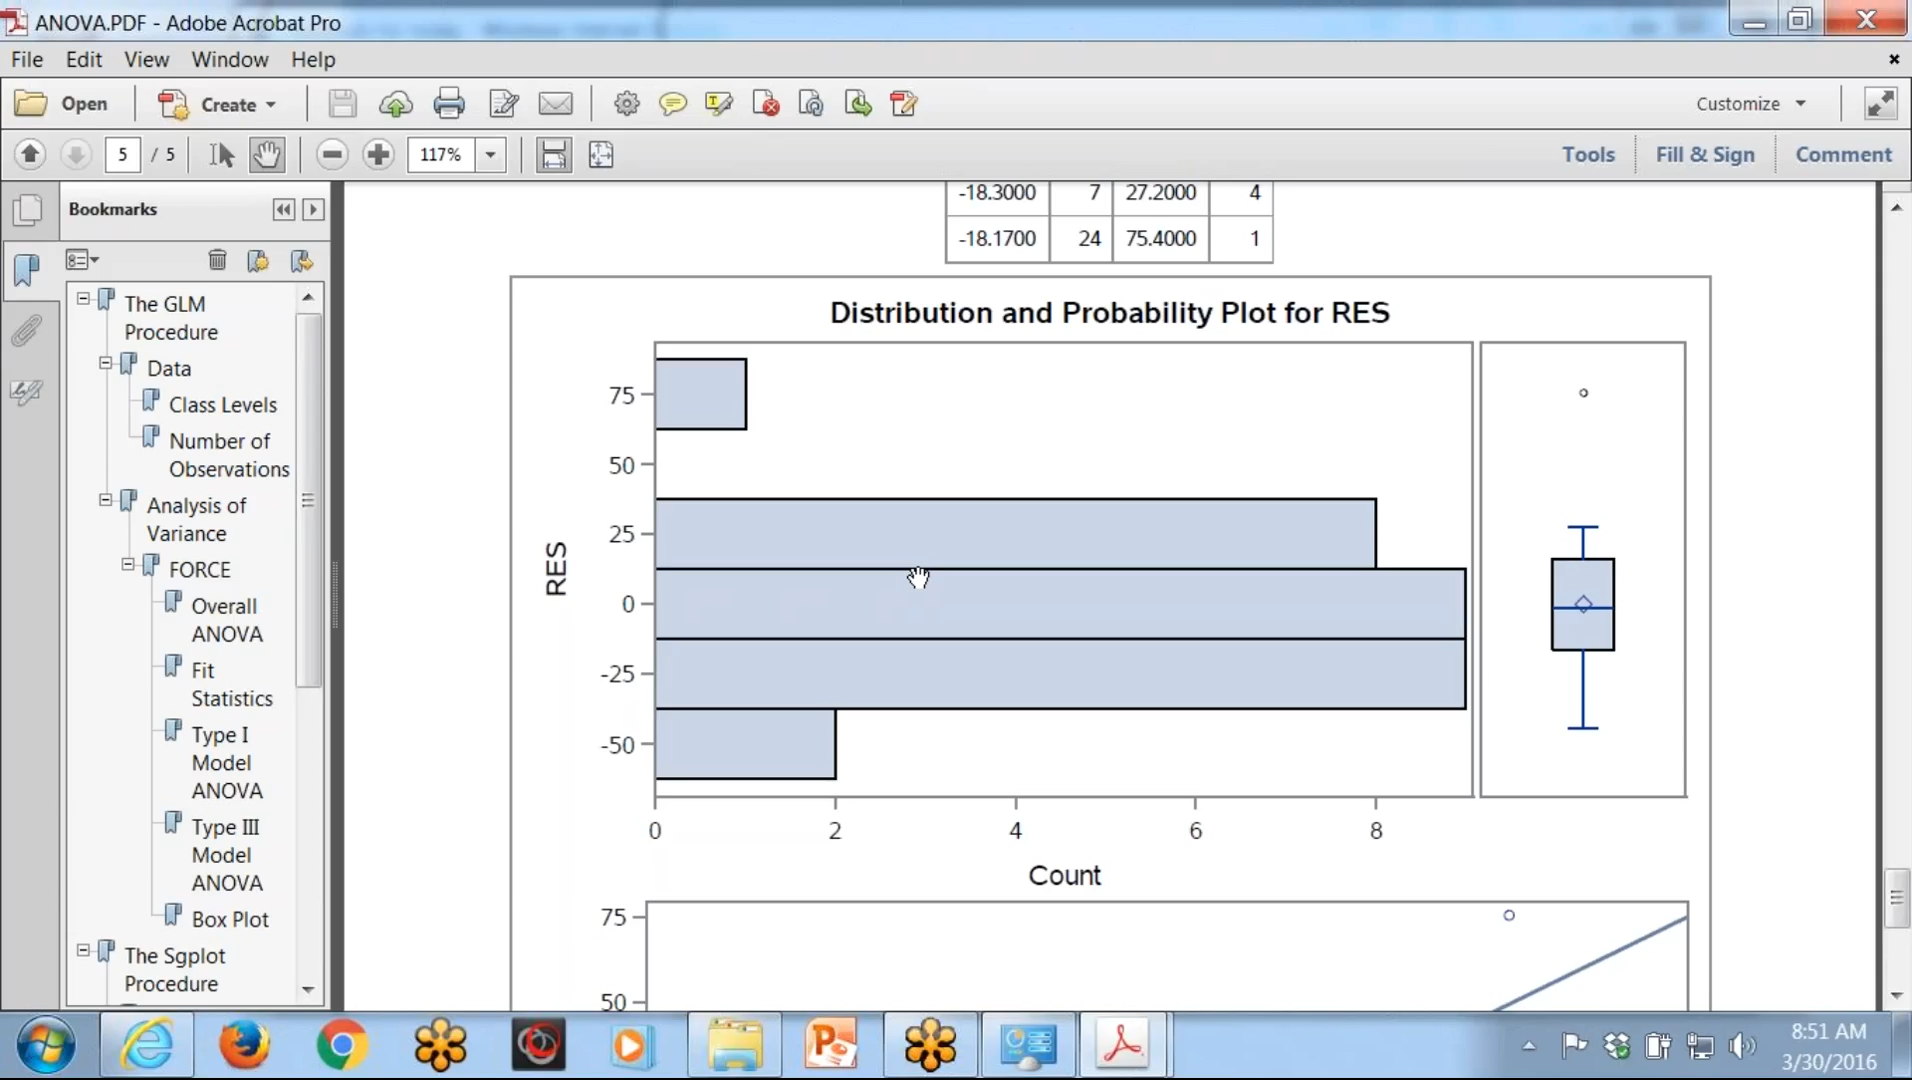 ANOVA.PDF - Adobe Acrobat Pro
File Edit View Window Help
Open Create Customize
5 / 5 117% Tools Fill & Sign Comment
Bookmarks
The GLM
Procedure
Data
Class Levels
Number of
Observations
Analysis of
Variance
FORCE
Overall
ANOVA
Fit
Statistics
Type I
Model
ANOVA
Type III
Model
ANOVA
Box Plot
The Sgplot
Procedure
-18.3000 7 27.2000 4
-18.1700 24 75.4000 1
Distribution and Probability Plot for RES
75
50
25
0
-25
-50
RES
0 2 4 6 8
Count
75
50
8:51 AM
3/30/2016